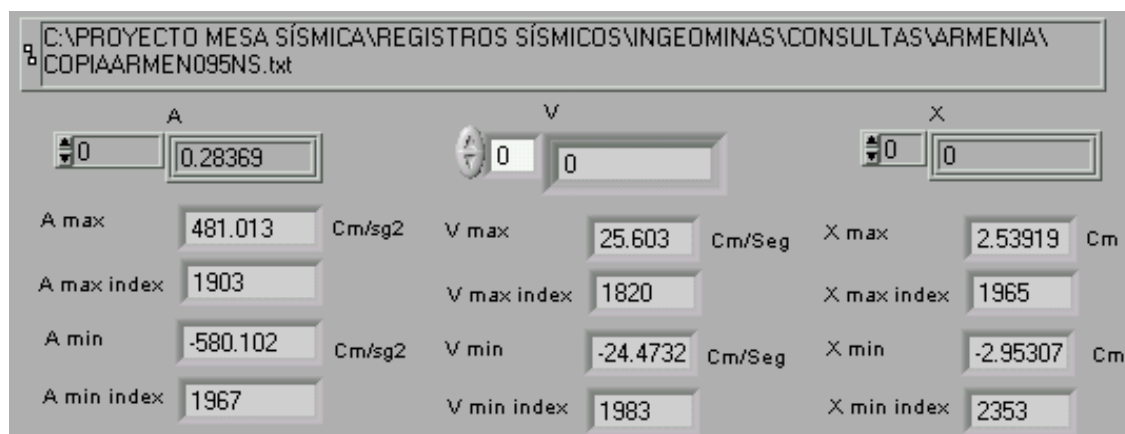 C:\PROYECTO MESA SÍSMICA\REGISTROS SÍSMICOS\INGEOMINAS\CONSULTAS\ARMENIA\
COPIAARMEN095NS.txt
A V X
0 0.28369 0 0 0 0
A max 481.013 Cm/sg2 V max 25.603 Cm/Seg X max 2.53919 Cm
A max index 1903 V max index 1820 X max index 1965
A min -580.102 Cm/sg2 V min -24.4732 Cm/Seg X min -2.95307 Cm
A min index 1967 V min index 1983 X min index 2353